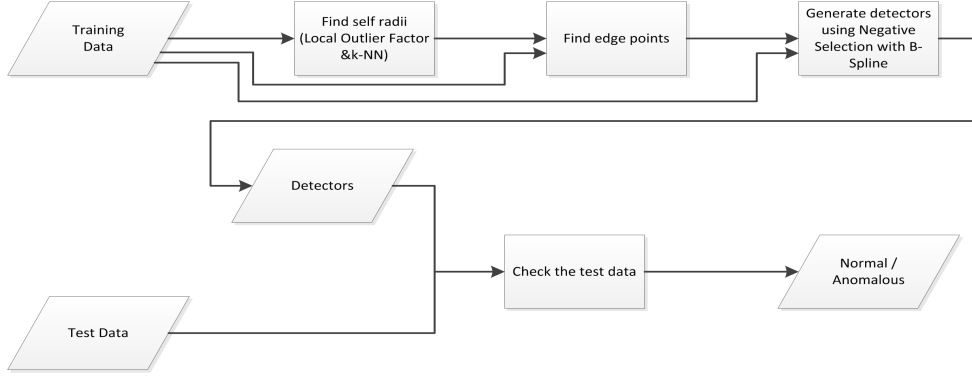 Training
Data
Find self radii
(Local Outlier Factor
&k-NN)
Find edge points
Generate detectors
using Negative
Selection with B-
Spline
Detectors
Check the test data
Normal /
Anomalous
Test Data